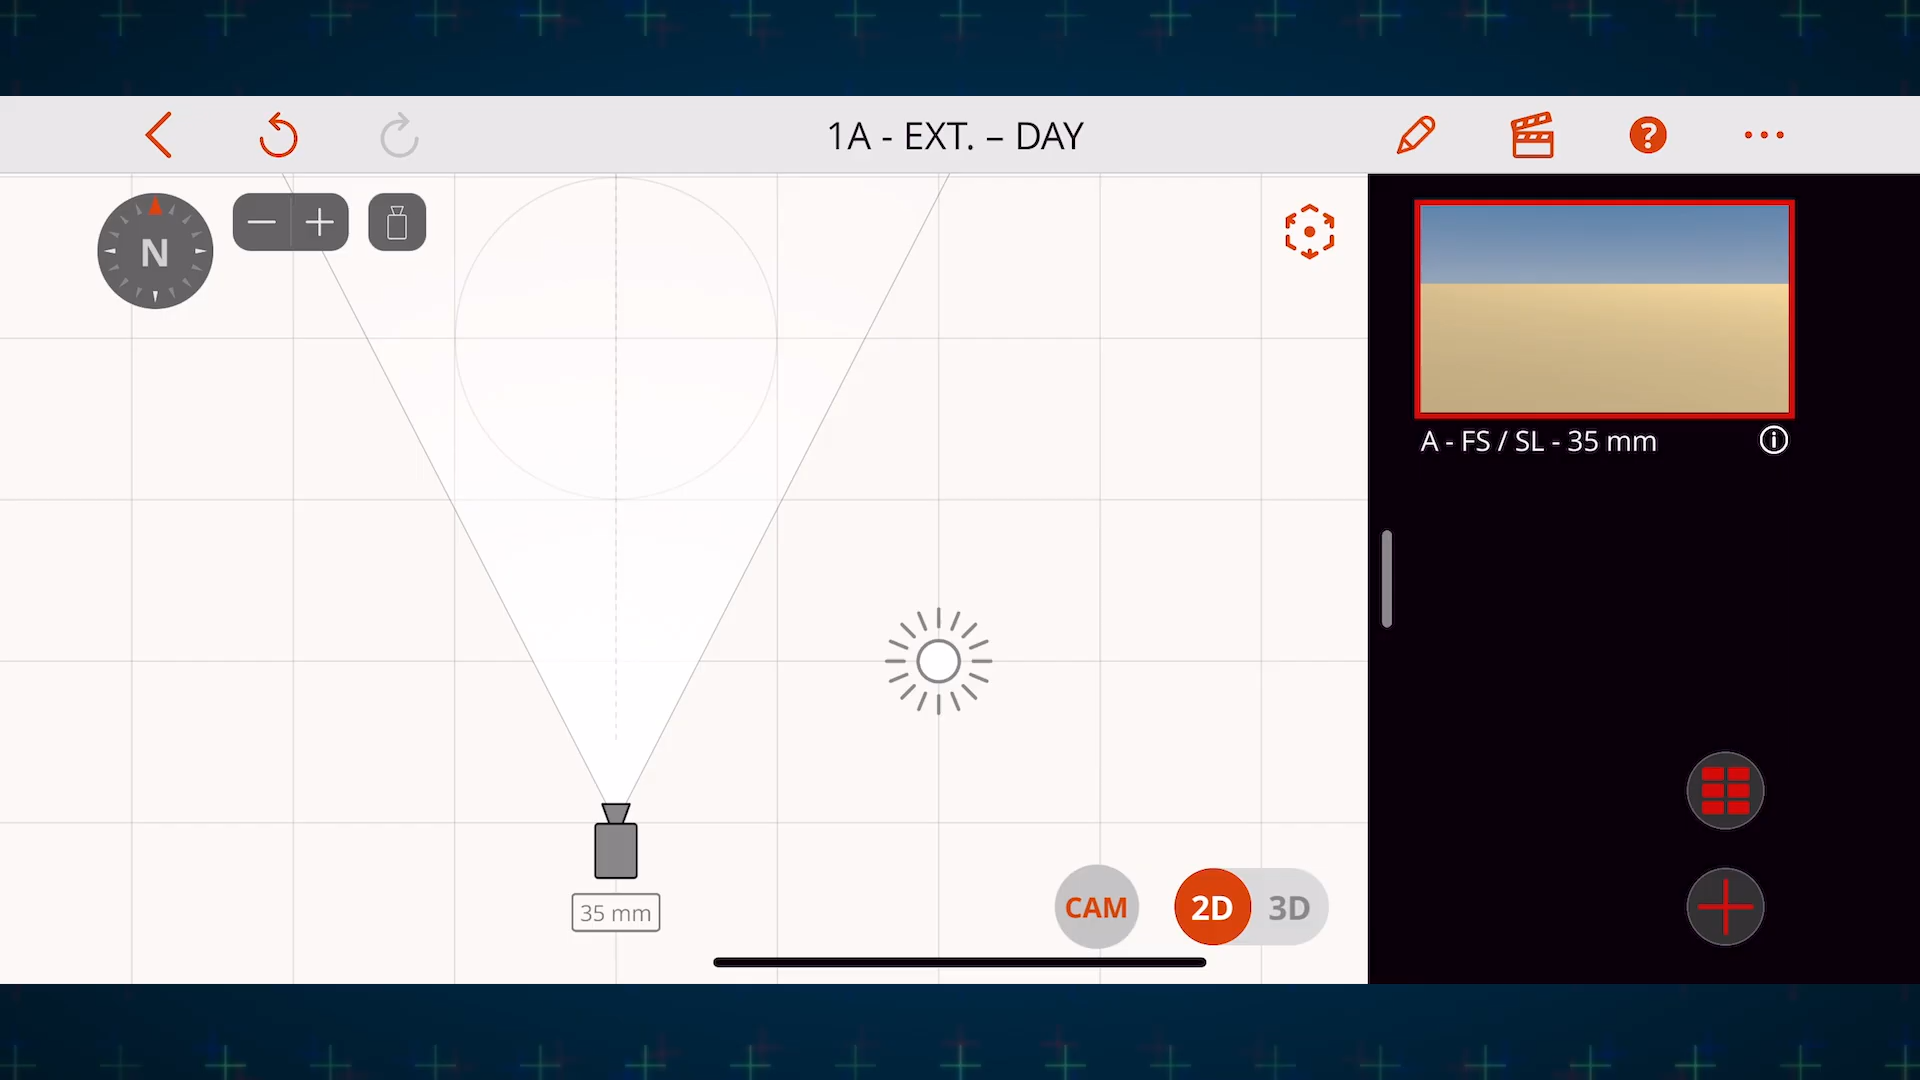 1A - EXT. – DAY
?
N
A - FS / SL - 35 mm
35 mm
CAM
2D
3D